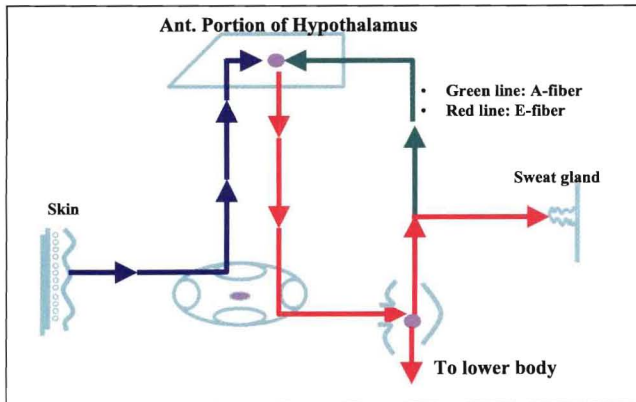 Ant. Portion of Hypothalamus
• Green line: A-fiber
• Red line: E-fiber
Sweat gland
Skin
To lower body